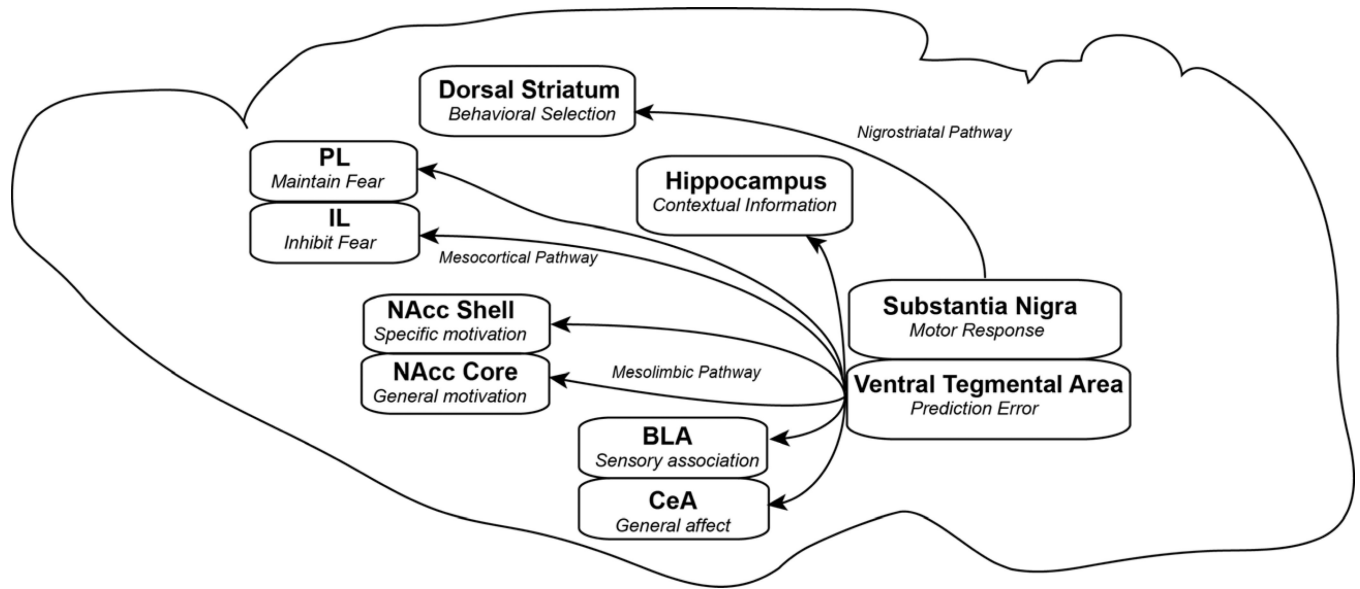 Dorsal Striatum
Behavioral Selection
Nigrostriatal Pathway
PL
Maintain Fear
IL
Inhibit Fear
Hippocampus
Contextual Information
Mesocortical Pathway
NAcc Shell
Specific motivation
NAcc Core
General motivation
Mesolimbic Pathway
Substantia Nigra
Motor Response
Ventral Tegmental Area
Prediction Error
BLA
Sensory association
CeA
General affect